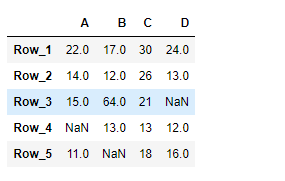 A B C D
Row_1 22.0 17.0 30 24.0
Row_2 14.0 12.0 26 13.0
Row_3 15.0 64.0 21 NaN
Row_4 NaN 13.0 13 12.0
Row_5 11.0 NaN 18 16.0